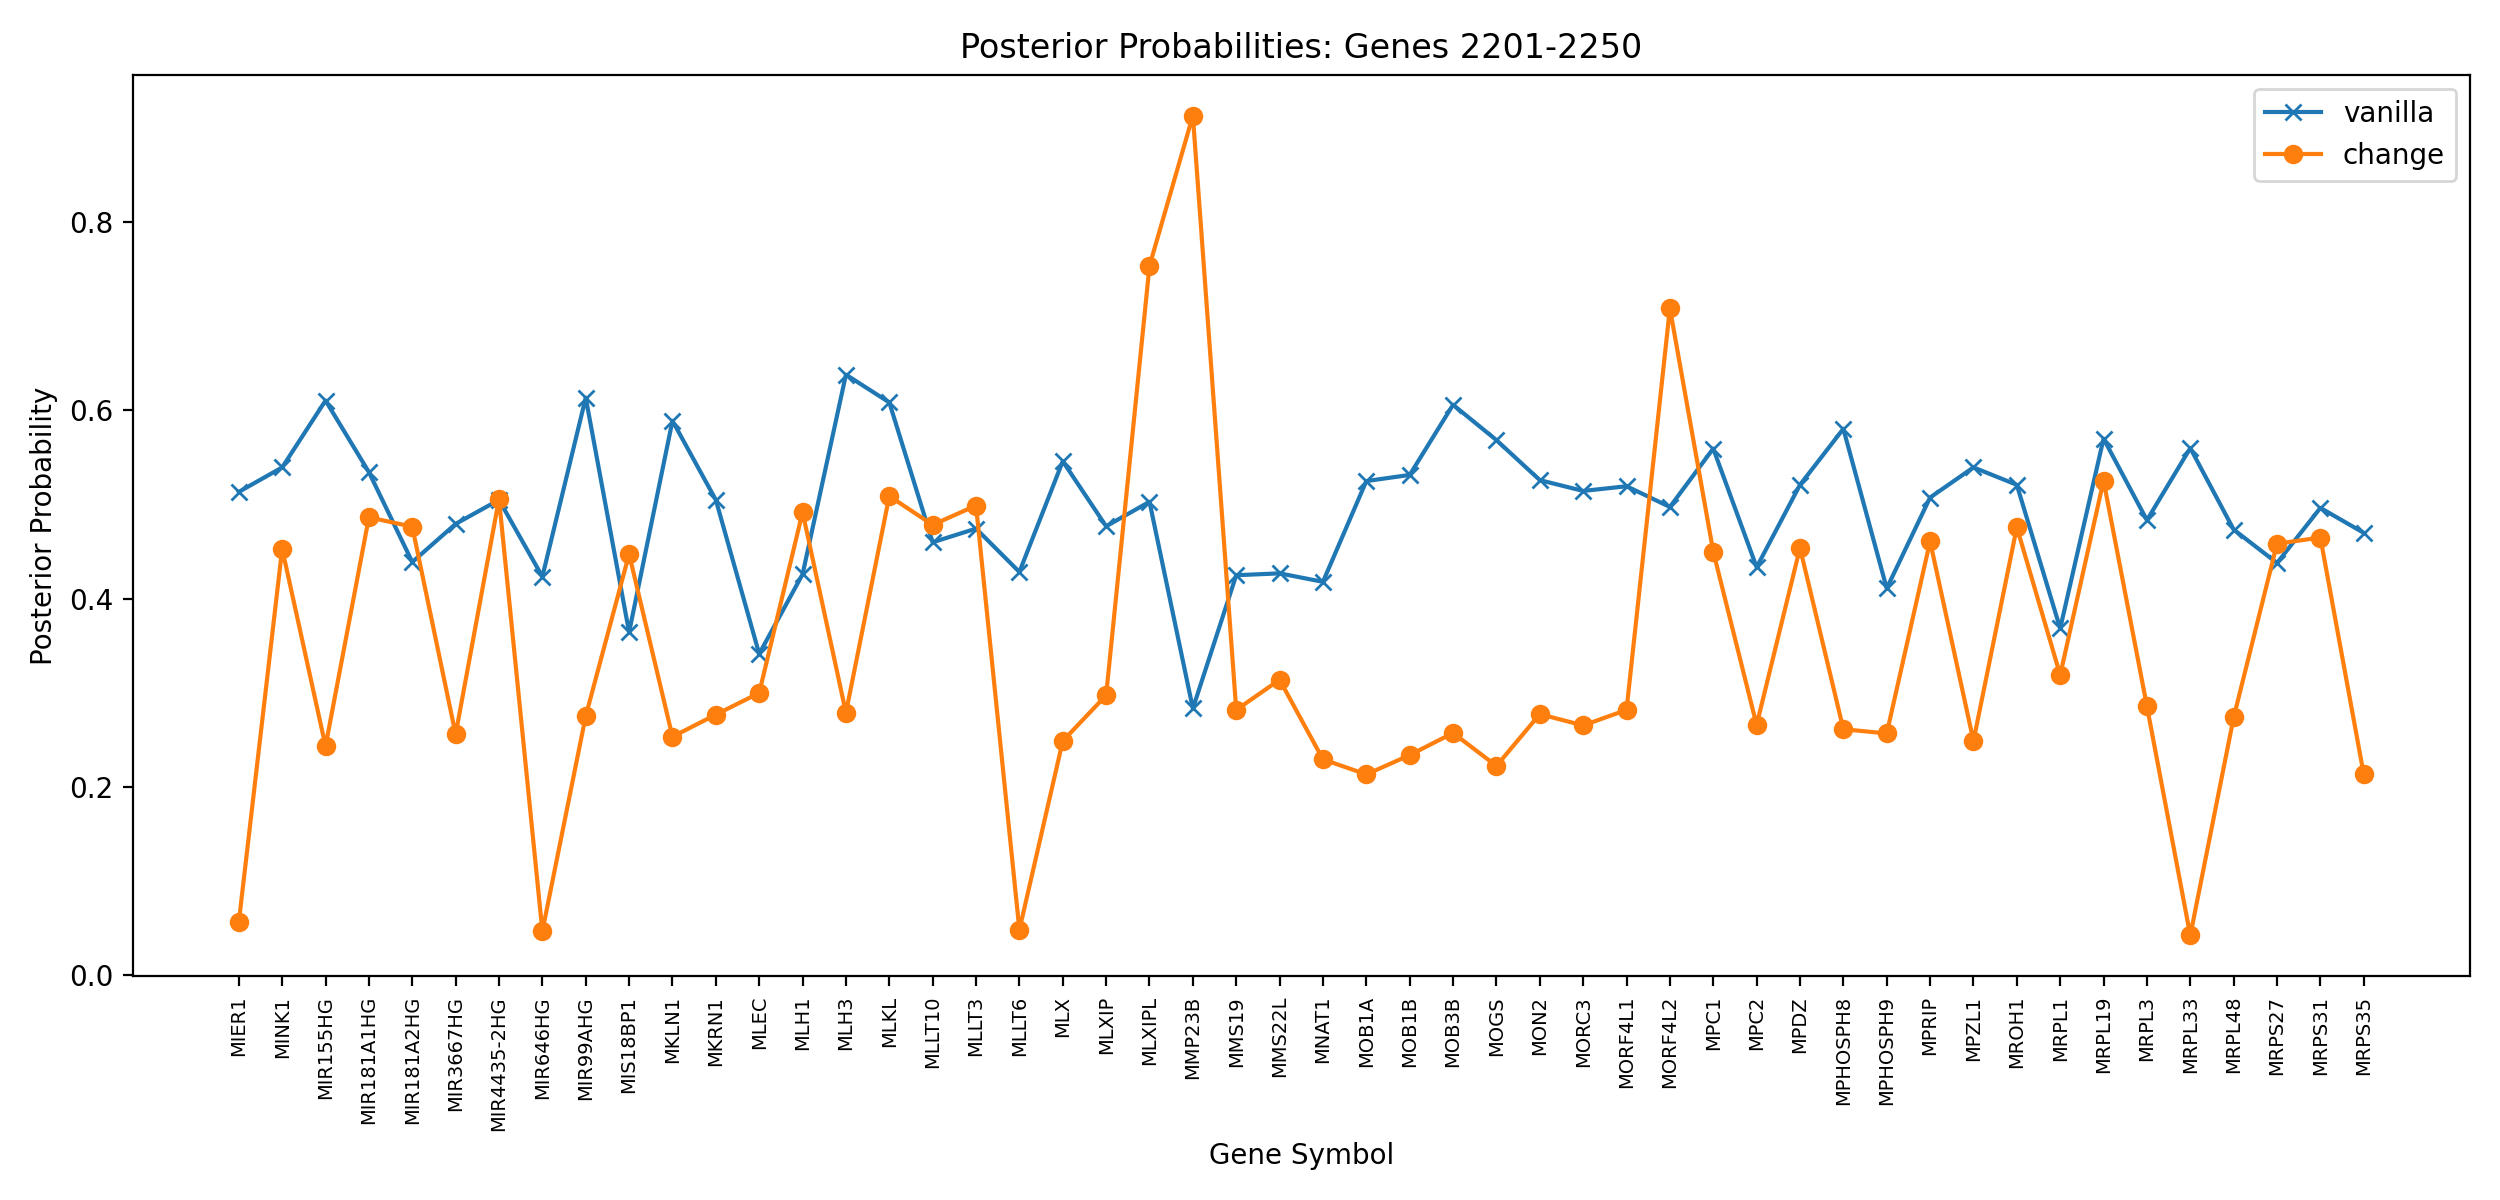 Posterior Probabilities: Genes 2201-2250
vanilla
change
Posterior Probability
0.8
0.6
0.4
0.2
0.0
MIER1
MINK1
MIR155HG
MIR181A1HG
MIR181A2HG
MIR3667HG
MIR4435-2HG
MIR646HG
MIR99AHG
MIS18BP1
MKLN1
MKRN1
MLEC
MLH1
MLH3
MLKL
MLLT10
MLLT3
MLLT6
MLX
MLXIP
MLXIPL
MMP23B
MMS19
MMS22L
MNAT1
MOB1A
MOB1B
MOB3B
MOGS
MON2
MORC3
MORF4L1
MORF4L2
MPC1
MPC2
MPDZ
MPHOSPH8
MPHOSPH9
MPRIP
MPZL1
MROH1
MRPL1
MRPL19
MRPL3
MRPL33
MRPL48
MRPS27
MRPS31
MRPS35
Gene Symbol